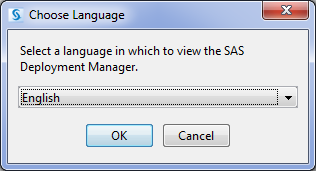 Choose Language
Select a language in which to view the SAS
Deployment Manager.
English
OK
Cancel